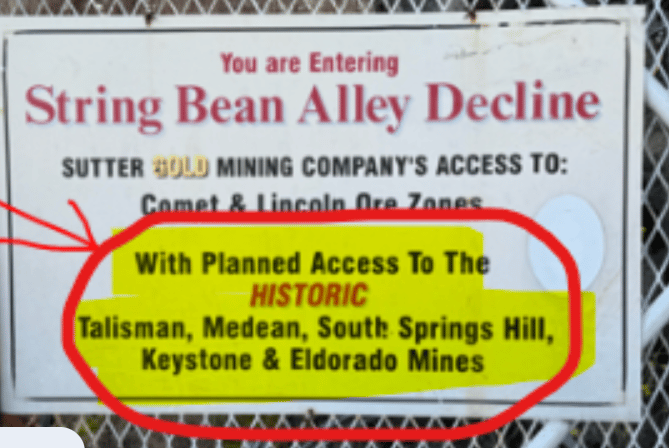 You are Entering
String Bean Alley Decline
SUTTER GOLD MINING COMPANY'S ACCESS TO:
Comet & Lincoln Ore Zones
With Planned Access To The
HISTORIC
Talisman, Medean, South Springs Hill,
Keystone & Eldorado Mines